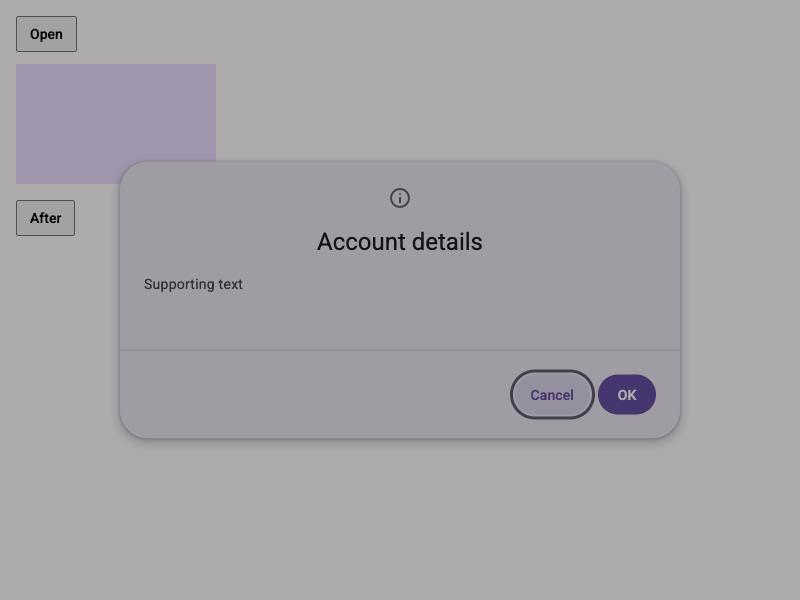 Open
After
Account details
Supporting text
Cancel
OK